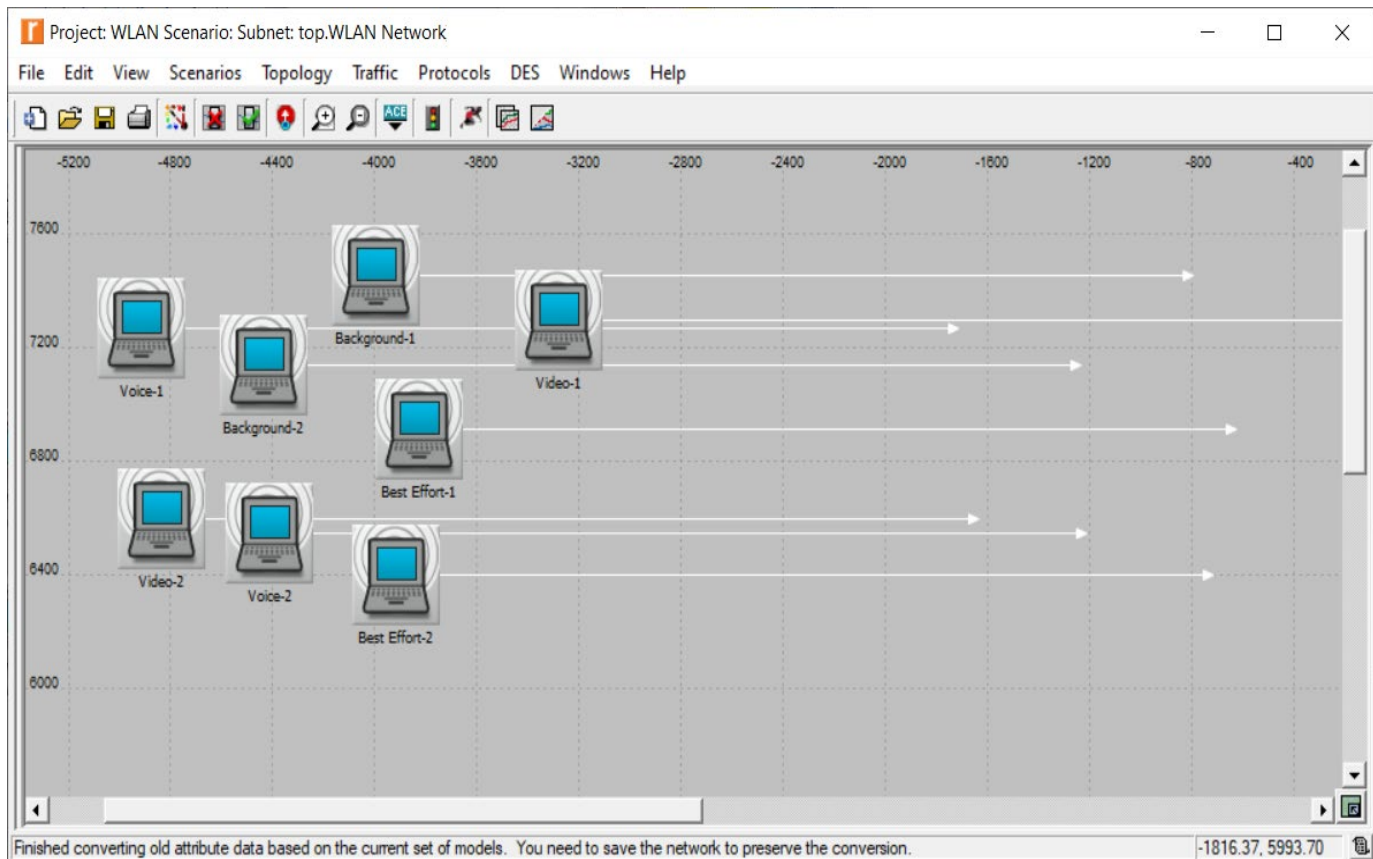 Project: WLAN Scenario: Subnet: top.WLAN Network
File Edit View Scenarios Topology Traffic Protocols DES Windows Help
ACE
-5200 -4800 -4400 -4000 -3600 -3200 -2800 -2400 -2000 -1600 -1200 -800 -400
7600
Background-1
7200
Voice-1
Video-1
Background-2
6800
Best Effort-1
6400
Video-2
Voice-2
Best Effort-2
6000
Finished converting old attribute data based on the current set of models. You need to save the network to preserve the conversion.
-1816.37, 5993.70